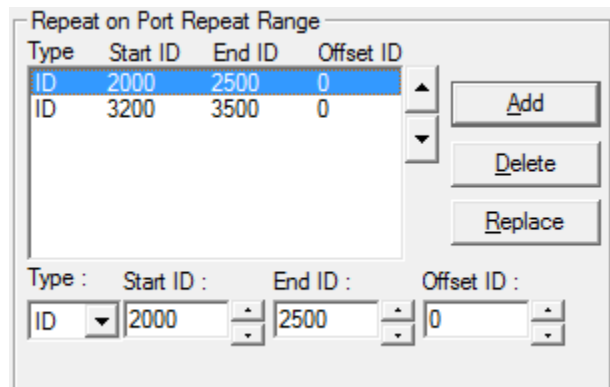 Repeat on Port Repeat Range
Type Start ID End ID Offset ID
ID 2000 2500 0
ID 3200 3500 0
Add
Delete
Replace
Type : Start ID : End ID : Offset ID :
ID 2000 2500 0